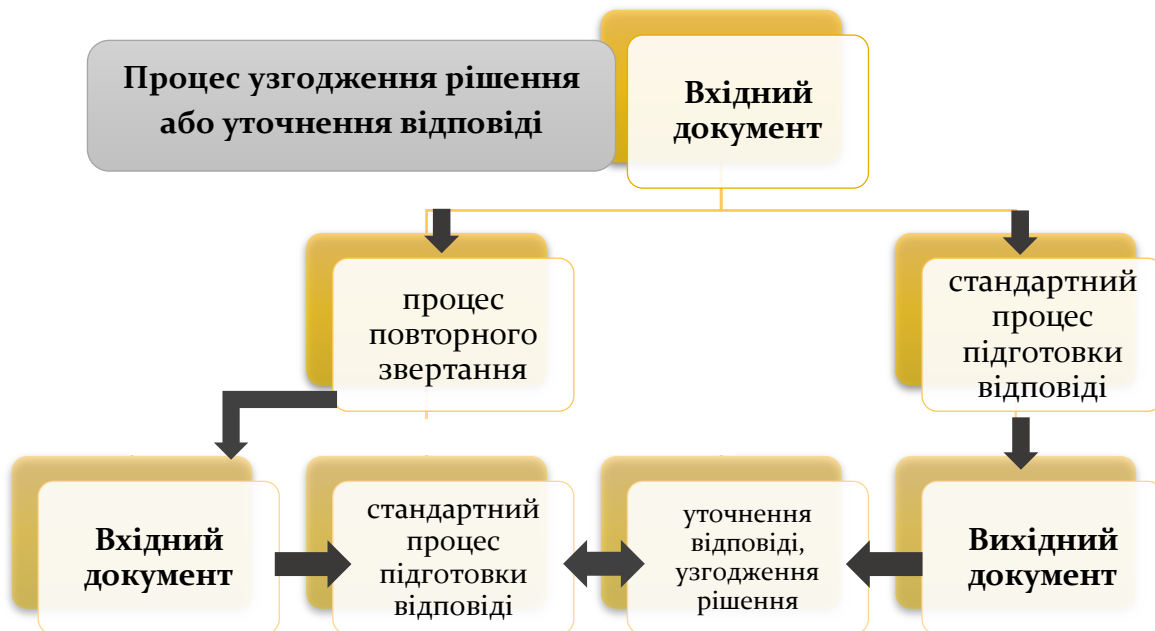 Процес узгодження рішення
або уточнення відповіді
Вхідний
документ
процес
повторного
звертання
стандартний
процес
підготовки
відповіді
Вхідний
документ
стандартний
процес
підготовки
відповіді
уточнення
відповіді,
узгодження
рішення
Вихідний
документ